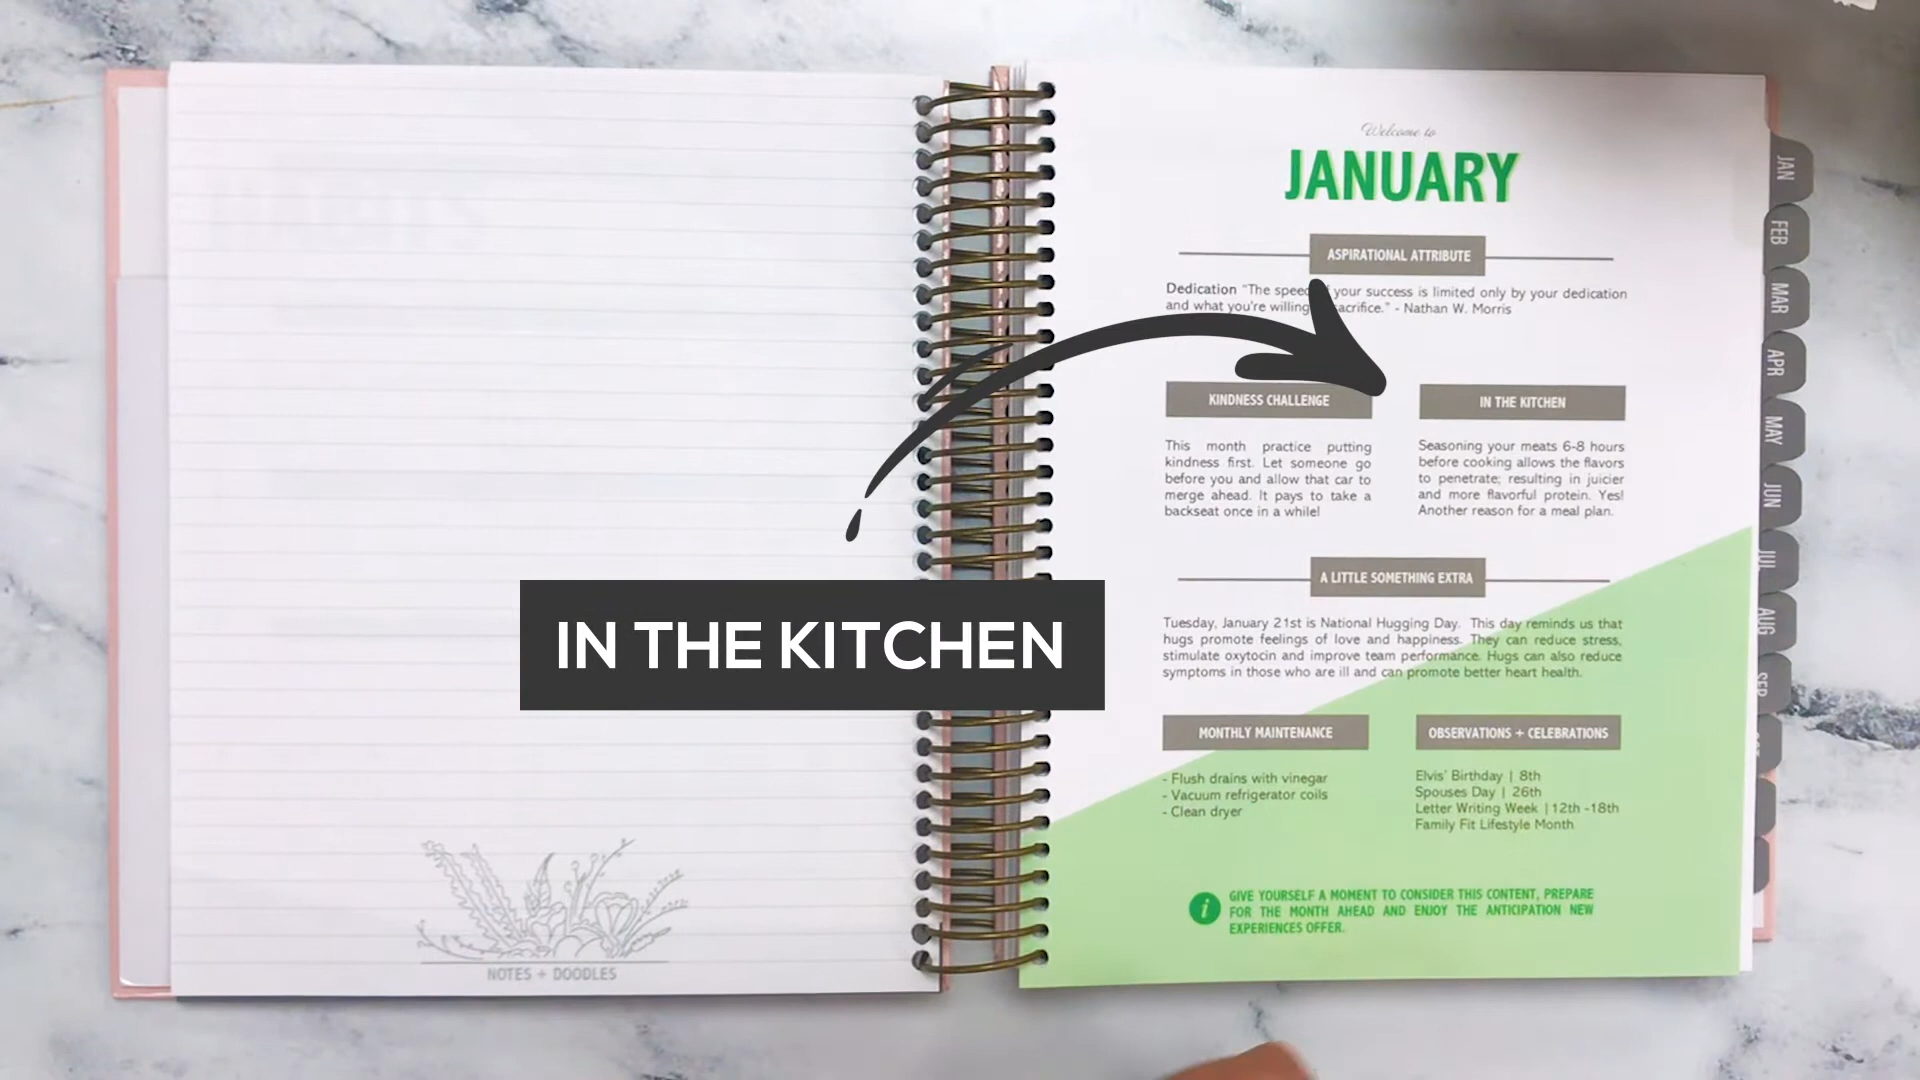 Welcome to
JANUARY
ASPIRATIONAL ATTRIBUTE
Dedication "The speed your success is limited only by your dedication
and what you're willing sacrifice." - Nathan W. Morris
KINDNESS CHALLENGE
This month practice putting
kindness first. Let someone go
before you and allow that car to
merge ahead. It pays to take a
backseat once in a while!
IN THE KITCHEN
Seasoning your meats 6-8 hours
before cooking allows the flavors
to penetrate; resulting in juicier
and more flavorful protein. Yes!
Another reason for a meal plan.
IN THE KITCHEN
A LITTLE SOMETHING EXTRA
Tuesday, January 21st is National Hugging Day. This day reminds us that
hugs promote feelings of love and happiness. They can reduce stress,
stimulate oxytocin and improve team performance. Hugs can also reduce
symptoms in those who are ill and can promote better heart health.
MONTHLY MAINTENANCE
- Flush drains with vinegar
- Vacuum refrigerator coils
- Clean dryer
OBSERVATIONS + CELEBRATIONS
Elvis' Birthday | 8th
Spouses Day | 26th
Letter Writing Week | 12th -18th
Family Fit Lifestyle Month
i
GIVE YOURSELF A MOMENT TO CONSIDER THIS CONTENT, PREPARE
FOR THE MONTH AHEAD AND ENJOY THE ANTICIPATION NEW
EXPERIENCES OFFER.
NOTES + DOODLES
JAN
FEB
MAR
APR
MAY
JUN
JUL
AUG
SEP